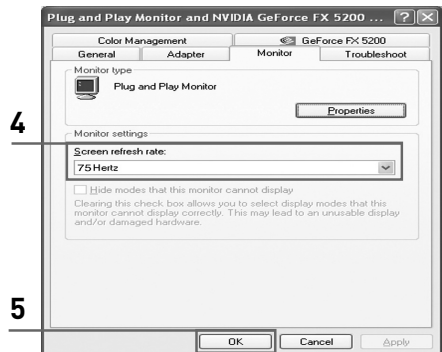 Plug and Play Monitor and NVIDIA GeForce FX 5200 ...
Color Management
GeForce FX 5200
General
Adapter
Monitor
Troubleshoot
Monitor type
Plug and Play Monitor
Properties
4
Monitor settings
Screen refresh rate:
75 Hertz
Hide modes that this monitor cannot display
Clearing this check box allows you to select display modes that this
monitor cannot display correctly. This may lead to an unusable display
and/or damaged hardware.
5
OK
Cancel
Apply